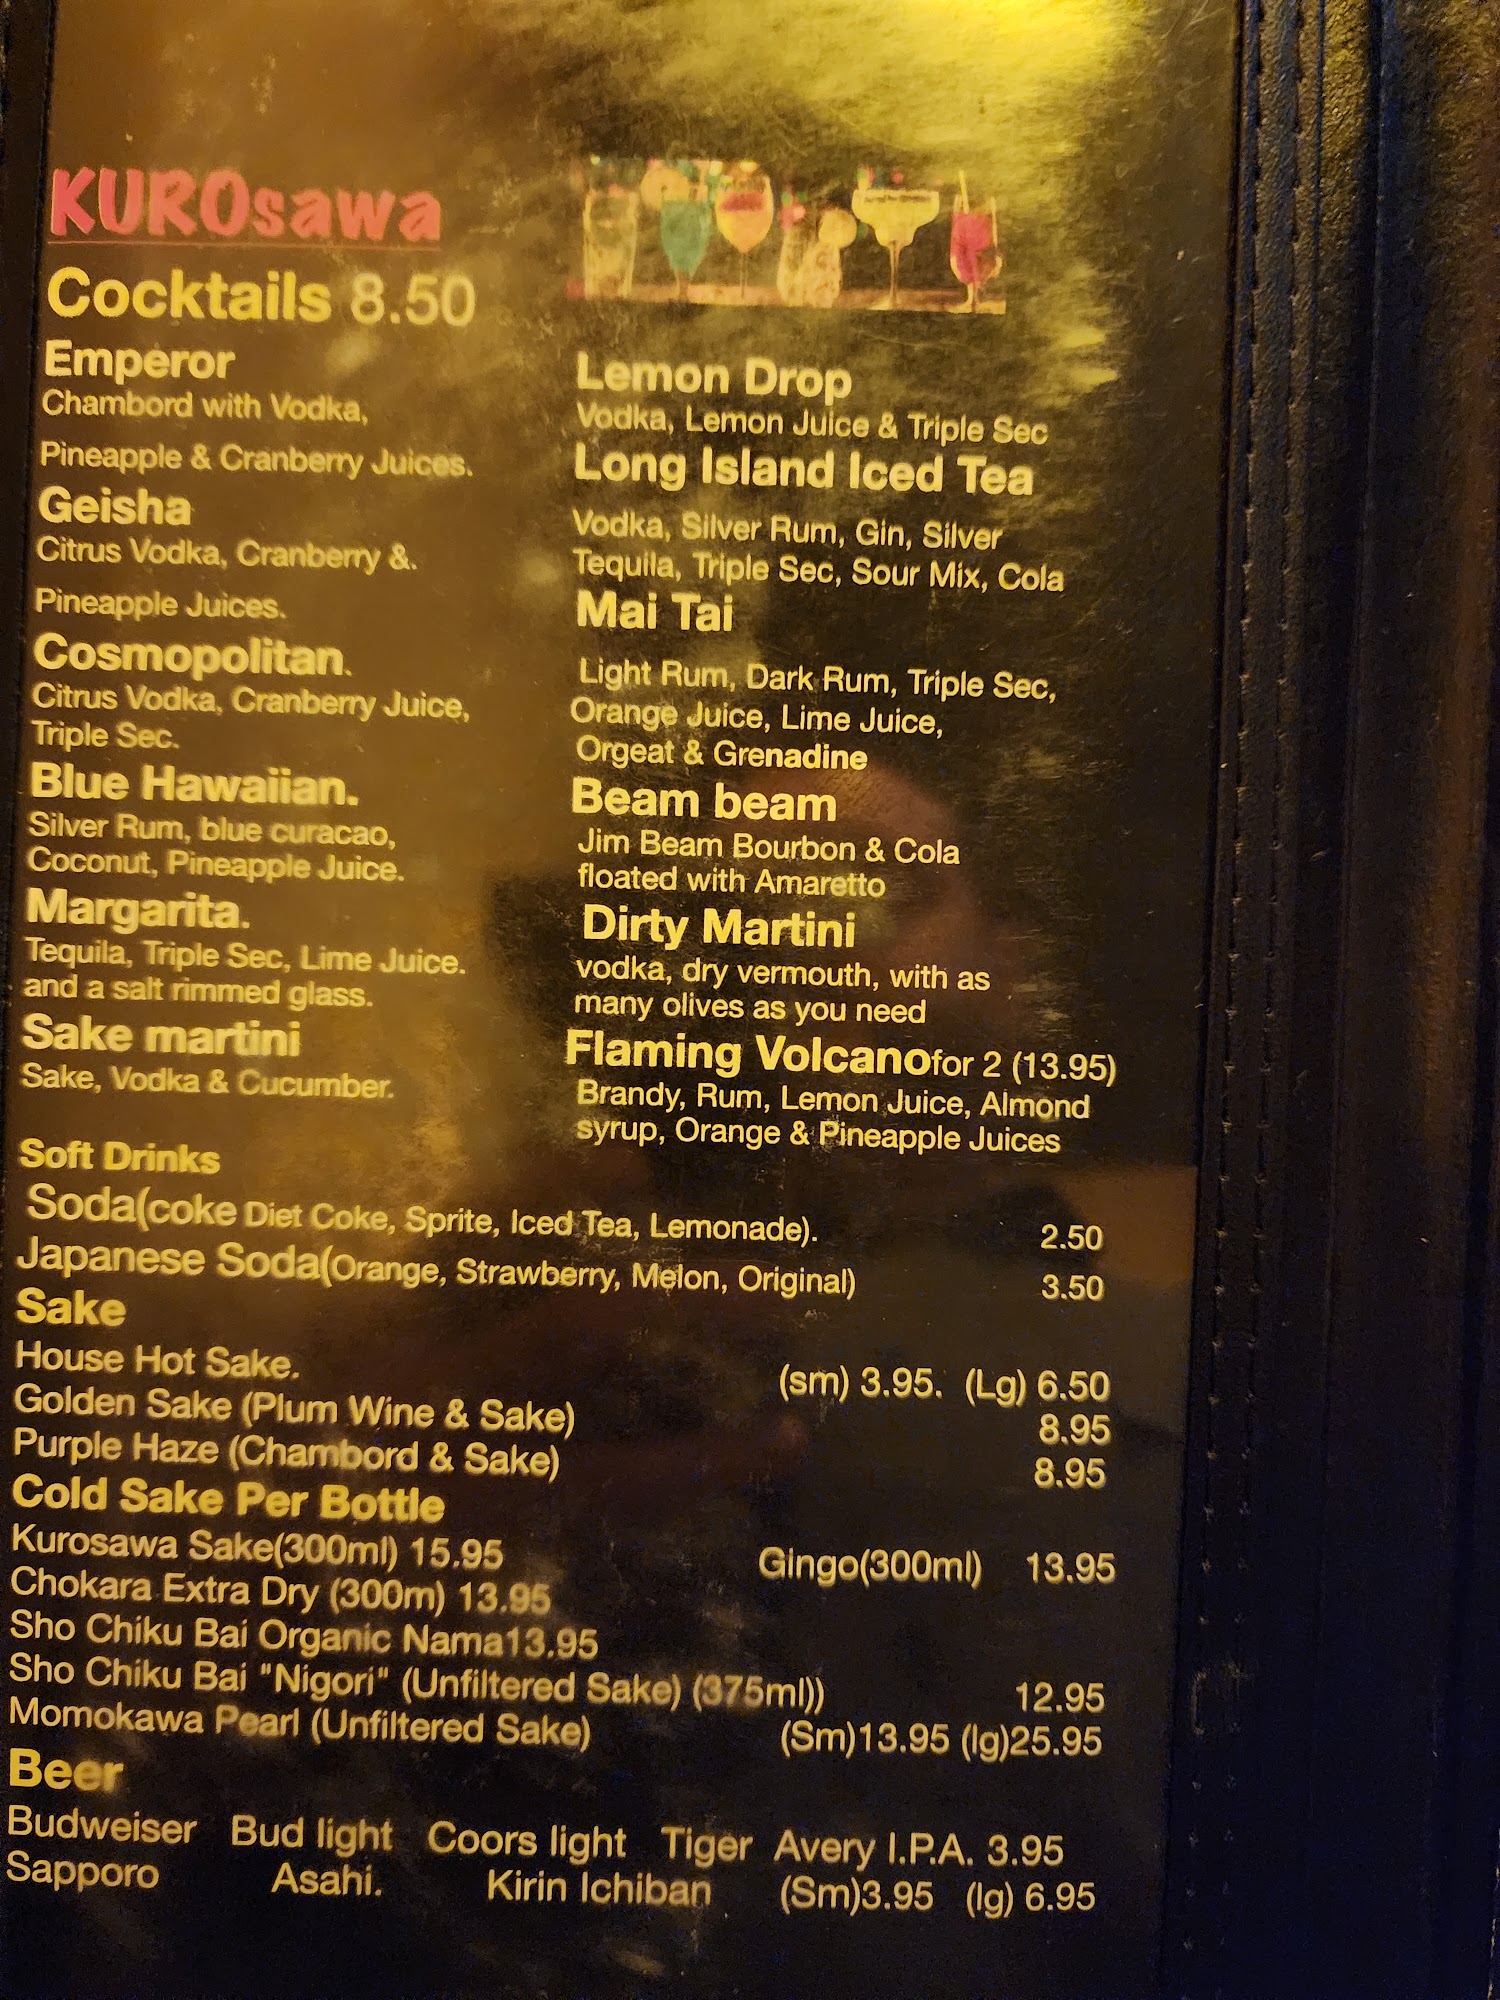 KUROsawa
Cocktails 8.50
Emperor
Chambord with Vodka,
Pineapple & Cranberry Juices.
Geisha
Citrus Vodka, Cranberry &.
Pineapple Juices.
Cosmopolitan.
Citrus Vodka, Cranberry Juice,
Triple Sec.
Blue Hawaiian.
Silver Rum, blue curacao,
Coconut, Pineapple Juice.
Margarita.
Tequila, Triple Sec, Lime Juice.
and a salt rimmed glass.
Sake martini
Sake, Vodka & Cucumber.
Lemon Drop
Vodka, Lemon Juice & Triple Sec
Long Island Iced Tea
Vodka, Silver Rum, Gin, Silver
Tequila, Triple Sec, Sour Mix, Cola
Mai Tai
Light Rum, Dark Rum, Triple Sec,
Orange Juice, Lime Juice,
Orgeat & Grenadine
Beam beam
Jim Beam Bourbon & Cola
floated with Amaretto
Dirty Martini
vodka, dry vermouth, with as
many olives as you need
Flaming Volcanofor 2 (13.95)
Brandy, Rum, Lemon Juice, Almond
syrup, Orange & Pineapple Juices
Soft Drinks
Soda(coke Diet Coke, Sprite, Iced Tea, Lemonade). 2.50
Japanese Soda(Orange, Strawberry, Melon, Original) 3.50
Sake
House Hot Sake. (sm) 3.95. (Lg) 6.50
Golden Sake (Plum Wine & Sake) 8.95
Purple Haze (Chambord & Sake) 8.95
Cold Sake Per Bottle
Kurosawa Sake(300ml) 15.95 Gingo(300ml) 13.95
Chokara Extra Dry (300m) 13.95
Sho Chiku Bai Organic Nama13.95
Sho Chiku Bai "Nigori" (Unfiltered Sake) (375ml)) 12.95
Momokawa Pearl (Unfiltered Sake) (Sm)13.95 (lg)25.95
Beer
Budweiser Bud light Coors light Tiger Avery I.P.A. 3.95
Sapporo Asahi. Kirin Ichiban (Sm)3.95 (lg) 6.95